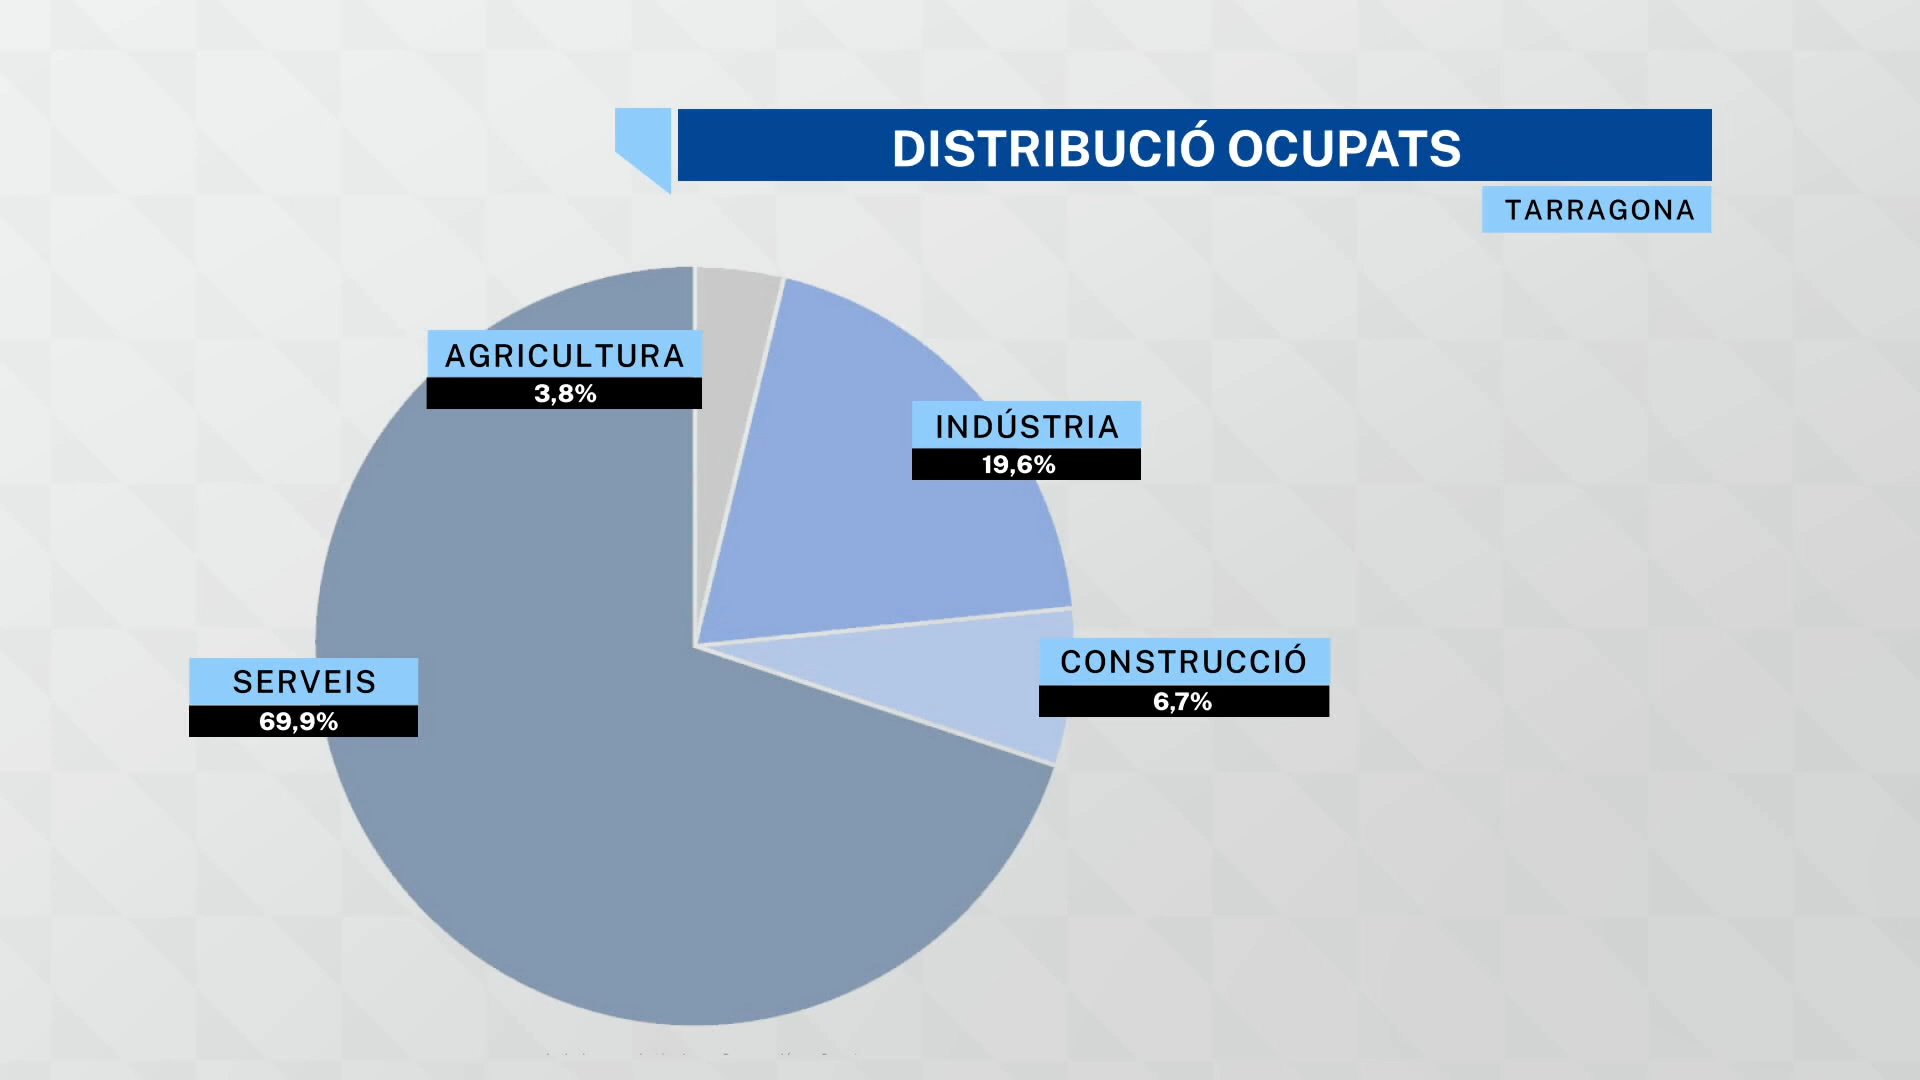 DISTRIBUCIÓ OCUPATS
TARRAGONA
AGRICULTURA
3,8%
INDÚSTRIA
19,6%
CONSTRUCCIÓ
6,7%
SERVEIS
69,9%